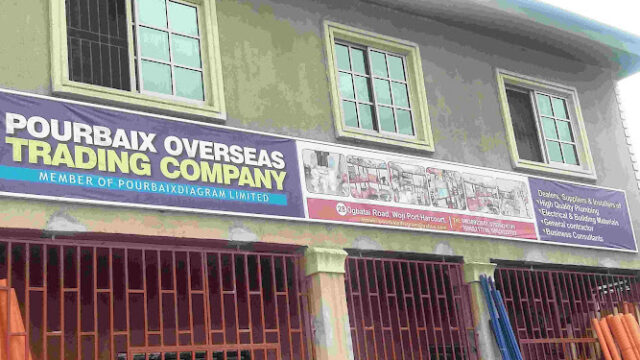 POURBAIX OVERSEAS
TRADING COMPANY
MEMBER OF POURBAIXDIAGRAM LIMITED
Ogbatai Road, Woji Port Harcourt,
Dealers, Suppliers & Installers of
• High Quality Plumbing
• Electrical & Building Materials
• General contractor
• Business Consultants